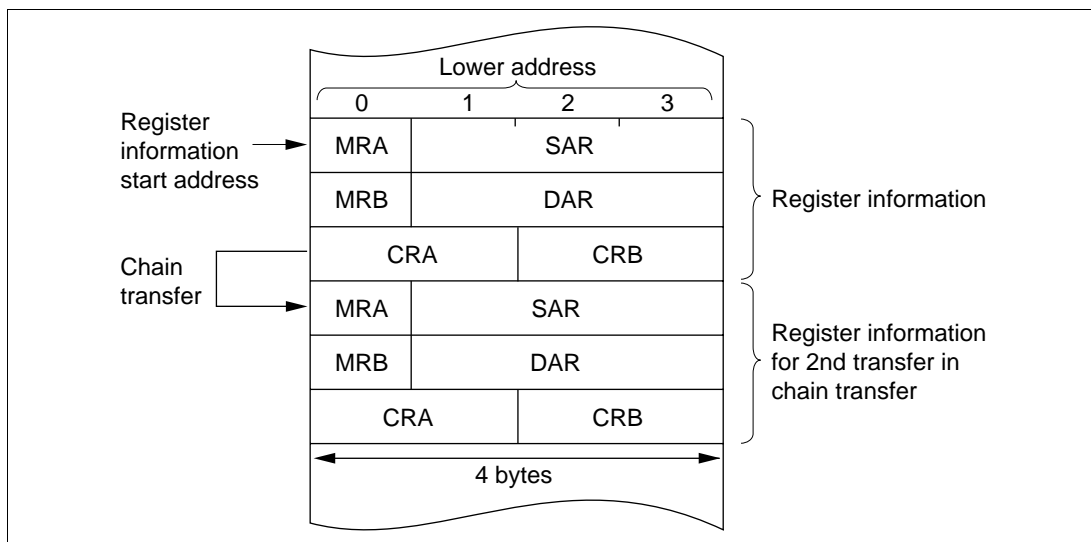 Lower address
0 1 2 3
Register
information
start address
MRA SAR
MRB DAR
Register information
CRA CRB
Chain
transfer
MRA SAR
MRB DAR
Register information
for 2nd transfer in
chain transfer
CRA CRB
4 bytes